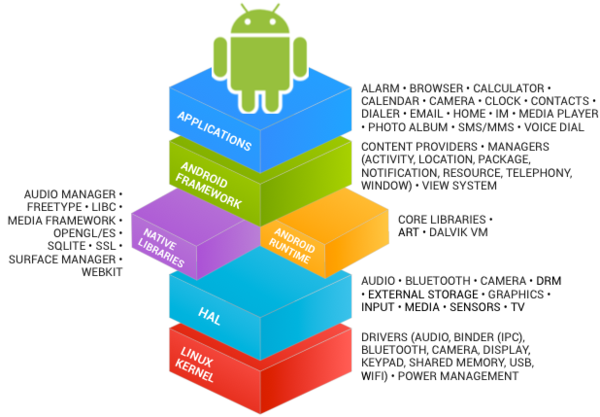 ALARM • BROWSER • CALCULATOR •
CALENDAR • CAMERA • CLOCK • CONTACTS •
DIALER • EMAIL • HOME • IM • MEDIA PLAYER
• PHOTO ALBUM • SMS/MMS • VOICE DIAL
APPLICATIONS
CONTENT PROVIDERS • MANAGERS
(ACTIVITY, LOCATION, PACKAGE,
NOTIFICATION, RESOURCE, TELEPHONY,
WINDOW) • VIEW SYSTEM
ANDROID
FRAMEWORK
AUDIO MANAGER •
FREETYPE • LIBC •
MEDIA FRAMEWORK •
OPENGL/ES •
SQLITE • SSL •
SURFACE MANAGER •
WEBKIT
NATIVE
LIBRARIES
ANDROID
RUNTIME
CORE LIBRARIES •
ART • DALVIK VM
HAL
AUDIO • BLUETOOTH • CAMERA • DRM
• EXTERNAL STORAGE • GRAPHICS •
INPUT • MEDIA • SENSORS • TV
LINUX
KERNEL
DRIVERS (AUDIO, BINDER (IPC),
BLUETOOTH, CAMERA, DISPLAY,
KEYPAD, SHARED MEMORY, USB,
WIFI) • POWER MANAGEMENT